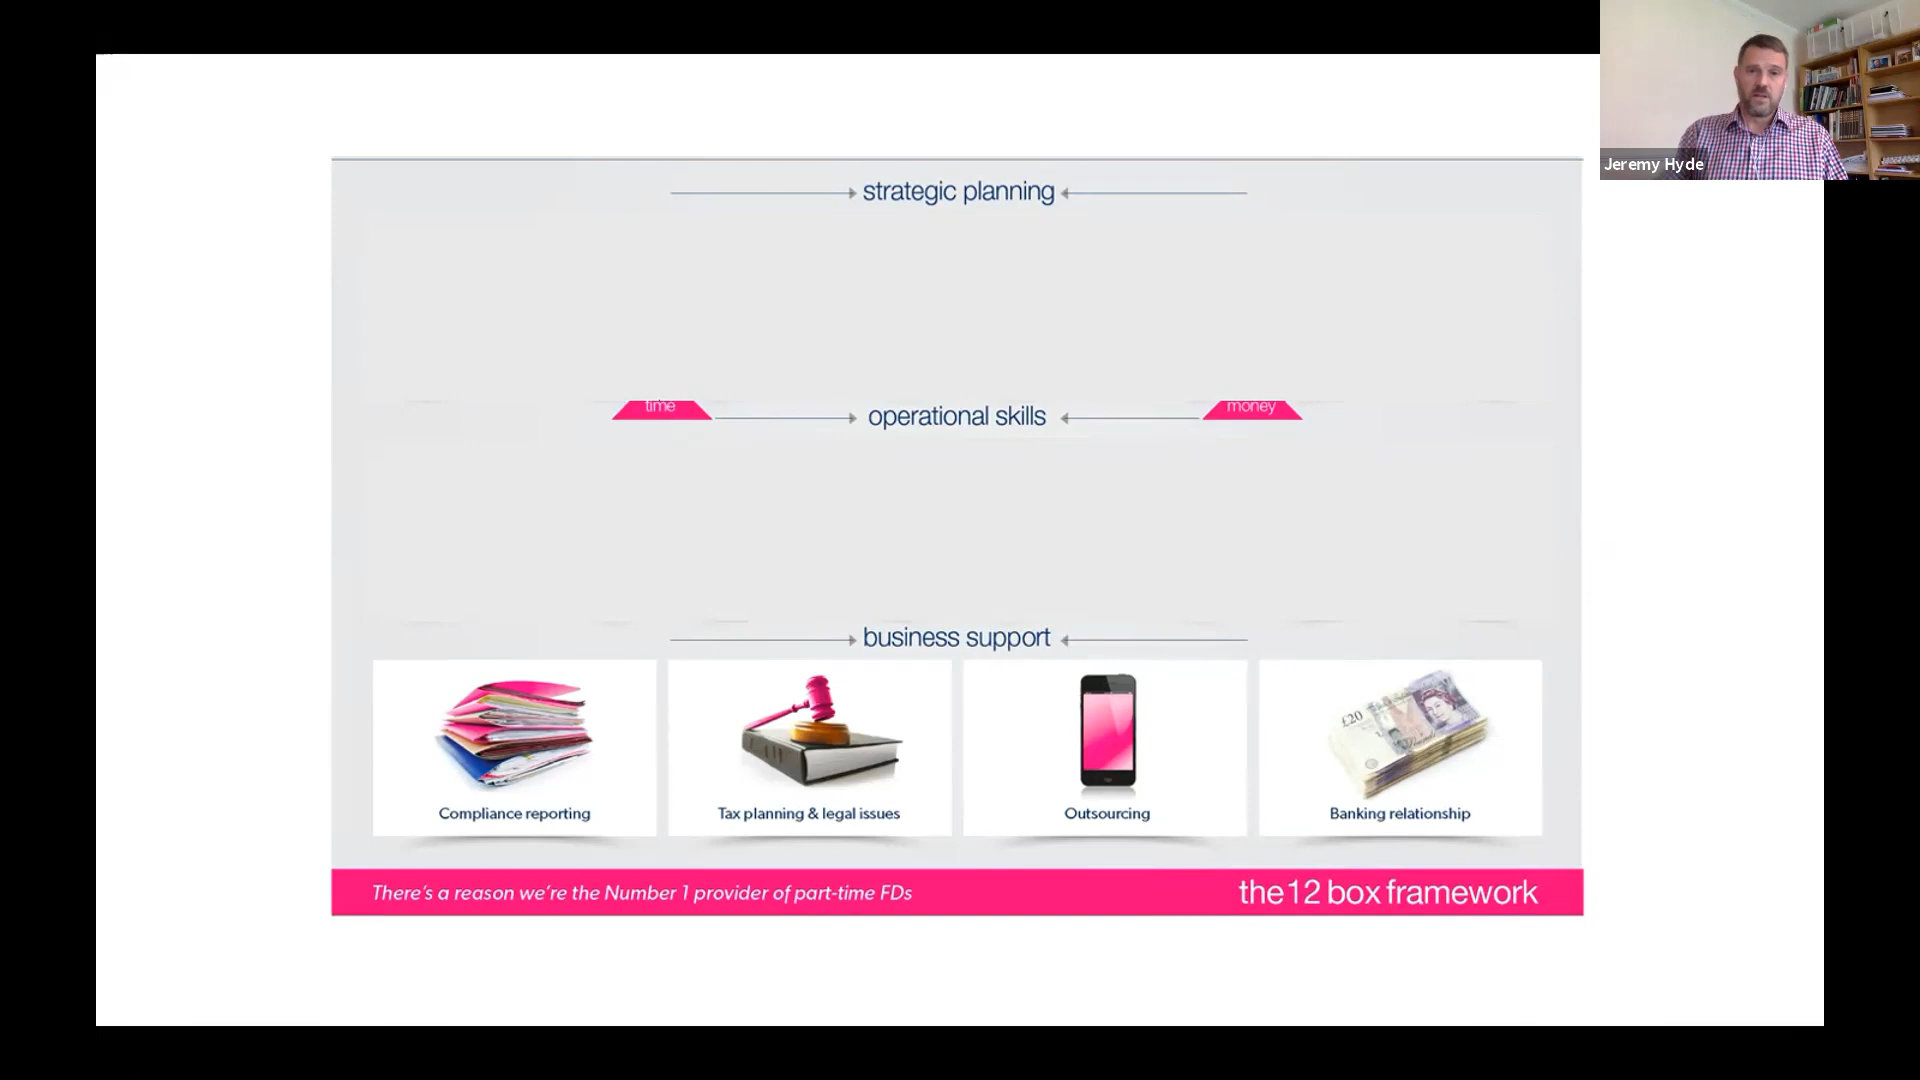 Jeremy Hyde
strategic planning
time
operational skills
money
business support
£20
Compliance reporting
Tax planning & legal issues
Outsourcing
Banking relationship
There's a reason we're the Number 1 provider of part-time FDs
the 12 box framework